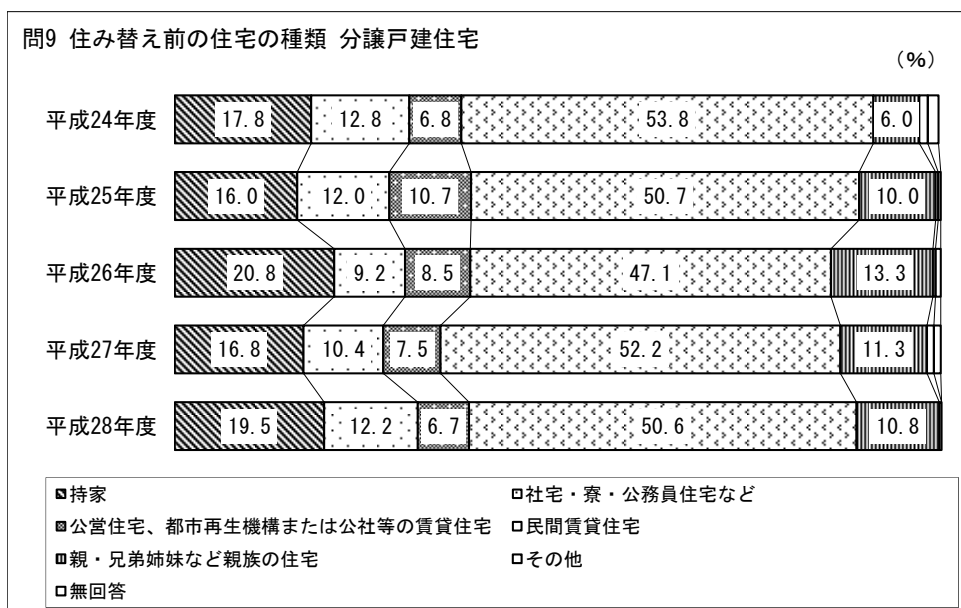 問9 住み替え前の住宅の種類 分譲戸建住宅
(%)
平成24年度 17.8 12.8 6.8 53.8 6.0
平成25年度 16.0 12.0 10.7 50.7 10.0
平成26年度 20.8 9.2 8.5 47.1 13.3
平成27年度 16.8 10.4 7.5 52.2 11.3
平成28年度 19.5 12.2 6.7 50.6 10.8
持家 社宅・寮・公務員住宅など
公営住宅、都市再生機構または公社等の賃貸住宅 民間賃貸住宅
親・兄弟姉妹など親族の住宅 その他
無回答